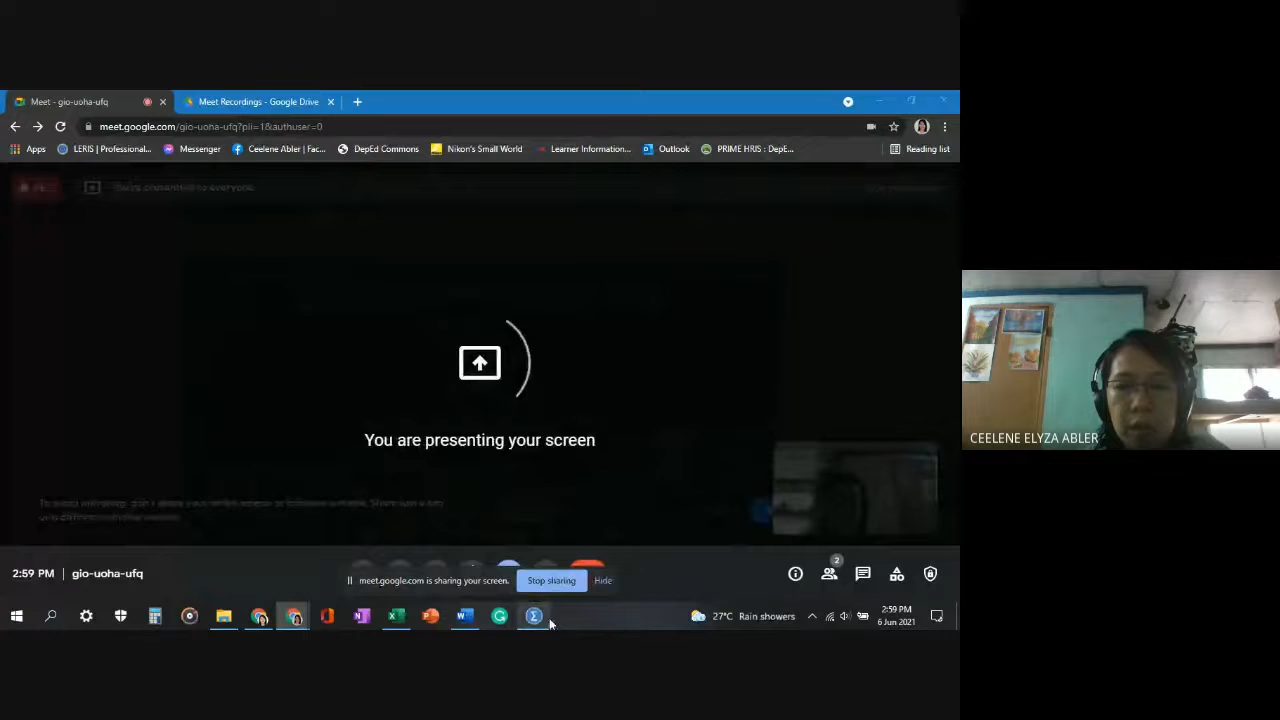 Meet - gio-uoha-ufq
Meet Recordings - Google Drive
meet.google.com/gio-uoha-ufq?pli=1&authuser=0
Apps LERIS | Professional... Messenger Ceelene Abler | Fac... DepEd Commons Nikon's Small World Learner Information... Outlook PRIME HRIS : DepE... Reading list
You are presenting your screen
CEELENE ELYZA ABLER
2:59 PM | gio-uoha-ufq
2
meet.google.com is sharing your screen. Stop sharing Hide
27°C Rain showers
2:59 PM
6 Jun 2021